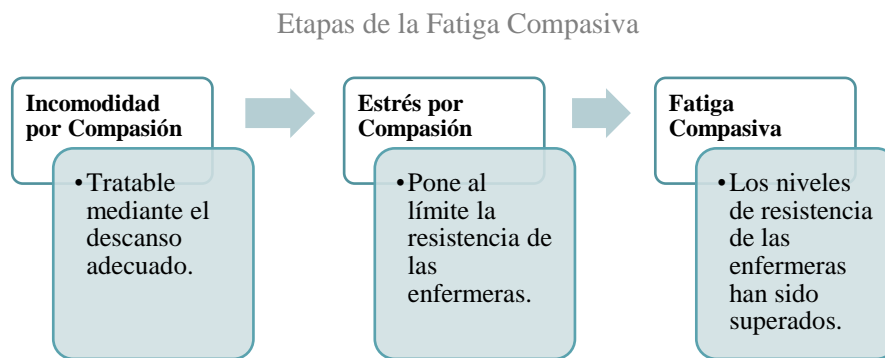 Etapas de la Fatiga Compasiva
Incomodidad
por Compasión
•Tratable
mediante el
descanso
adecuado.
Estrés por
Compasión
•Pone al
límite la
resistencia de
las
enfermeras.
Fatiga
Compasiva
•Los niveles
de resistencia
de las
enfermeras
han sido
superados.